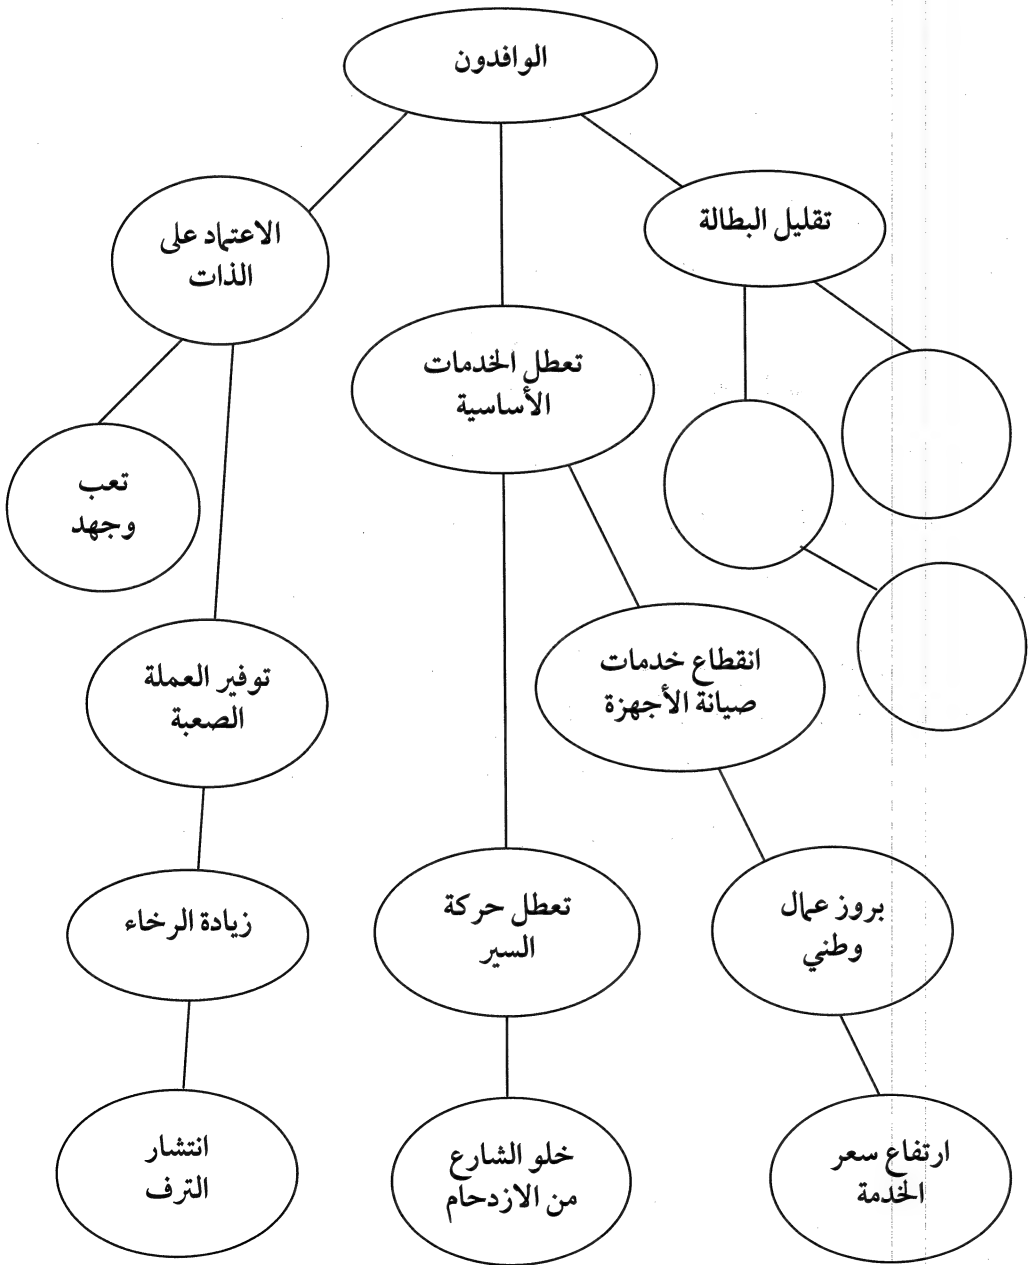 الوافدون
تقليل البطالة
الاعتماد على
الذات
تعطل الخدمات
الأساسية
تعب
وجهد
انقطاع خدمات
صيانة الأجهزة
توفير العملة
الصعبة
بروز عمال
وطني
تعطل حركة
السير
زيادة الرخاء
ارتفاع سعر
الخدمة
خلو الشارع
من الازدحام
انتشار
الترف